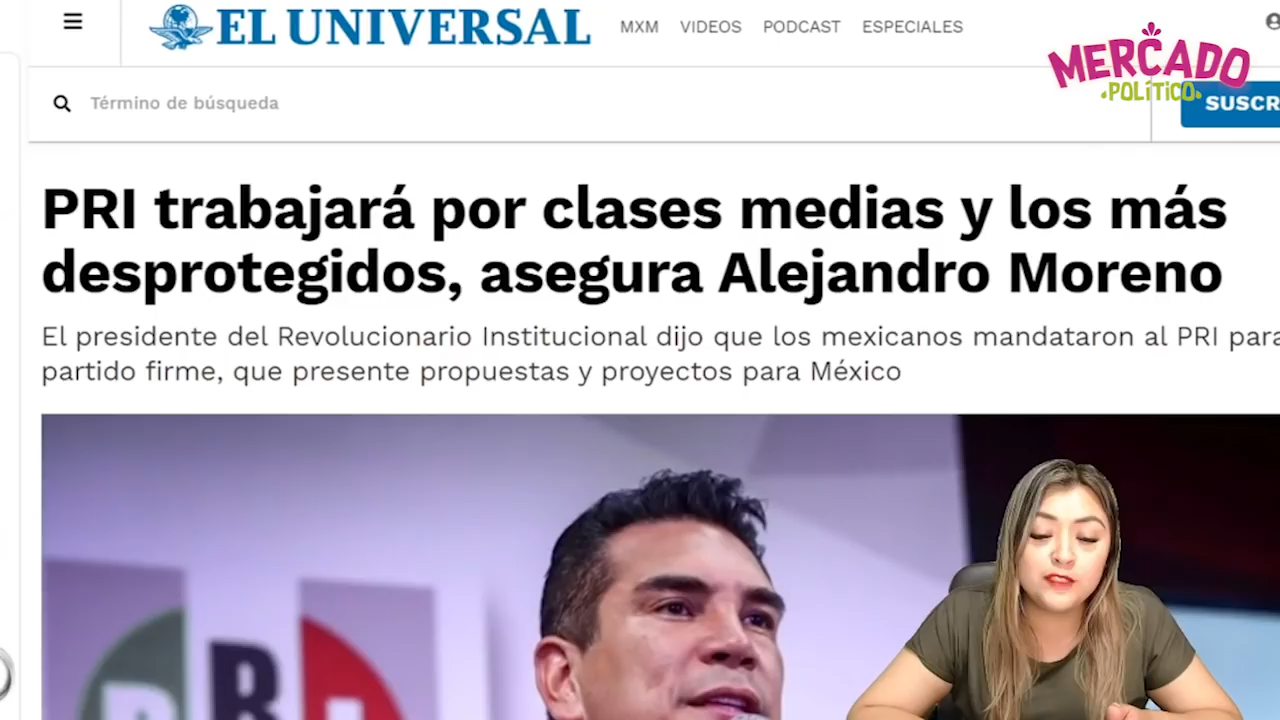 EL UNIVERSAL
MXM VIDEOS PODCAST ESPECIALES
MERCADO
POLÍTICO
Término de búsqueda
SUSCR
PRI trabajará por clases medias y los más
desprotegidos, asegura Alejandro Moreno
El presidente del Revolucionario Institucional dijo que los mexicanos mandataron al PRI para
partido firme, que presente propuestas y proyectos para México
PRI